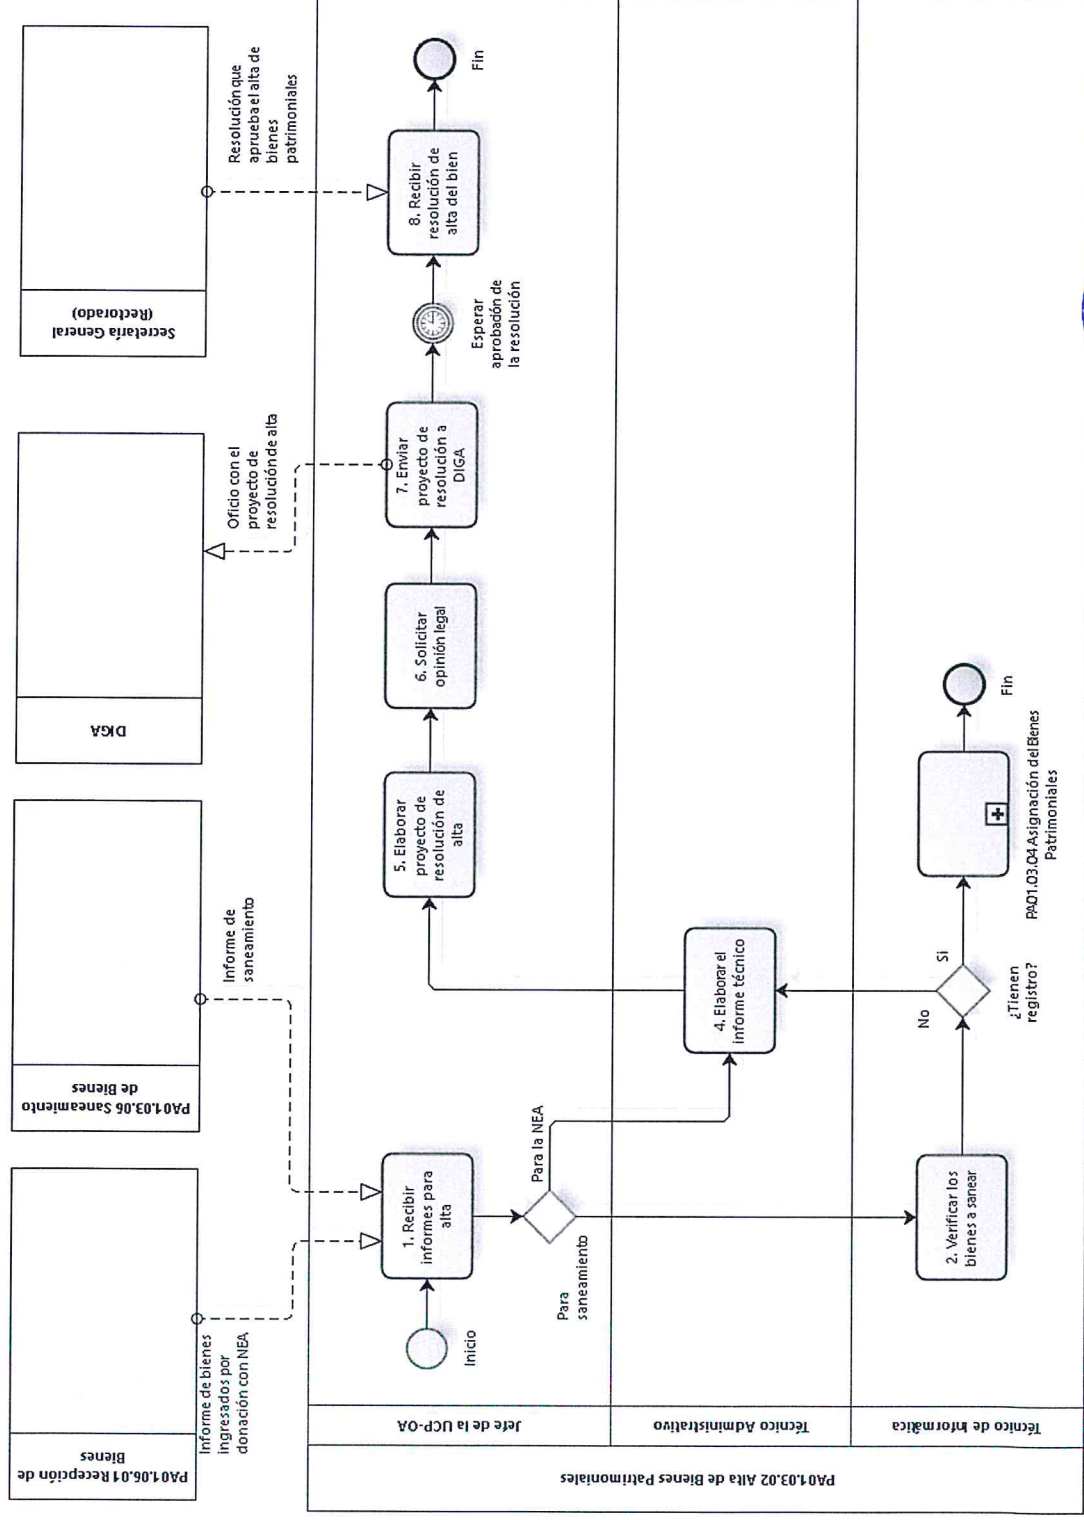 PA01.06.01 Recepción de
Bienes
PA01.03.06 Saneamiento
de Bienes
DIGA
Secretaría General
(Rectorado)
Informe de bienes
ingresados por
donación con NEA
Informe de
saneamiento
Oficio con el
proyecto de
resolución de alta
Resolución que
aprueba el alta de
bienes
patrimoniales
PA01.03.02 Alta de Bienes Patrimoniales
Jefe de la UCP-OA
Inicio
1. Recibir
informes para
alta
Para la NEA
Para
saneamiento
5. Elaborar
proyecto de
resolución de
alta
6. Solicitar
opinión legal
7. Enviar
proyecto de
resolución a
DIGA
Esperar
aprobación de
la resolución
8. Recibir
resolución de
alta del bien
Fin
Técnico Administrativo
4. Elaborar el
informe técnico
Técnico de Informática
2. Verificar los
bienes a sanear
No
Si
¿Tienen
registro?
PA01.03.04 Asignación del Bienes
Patrimoniales
Fin